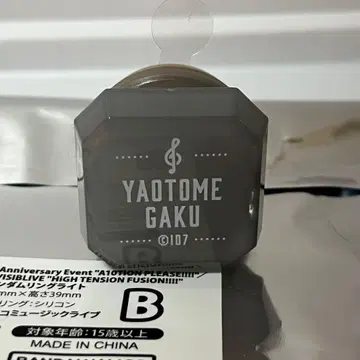 YAOTOME
GAKU
©ID7
Anniversary Event "A1OTION PLEASE!!!!"
VISIBLIVE "HIGH TENSION FUSION!!!!"
ンダムリングライト
mm×高さ39mm
リング：シリコン
コミュージックライブ
B
対象年齢：15歳以上
MADE IN CHINA